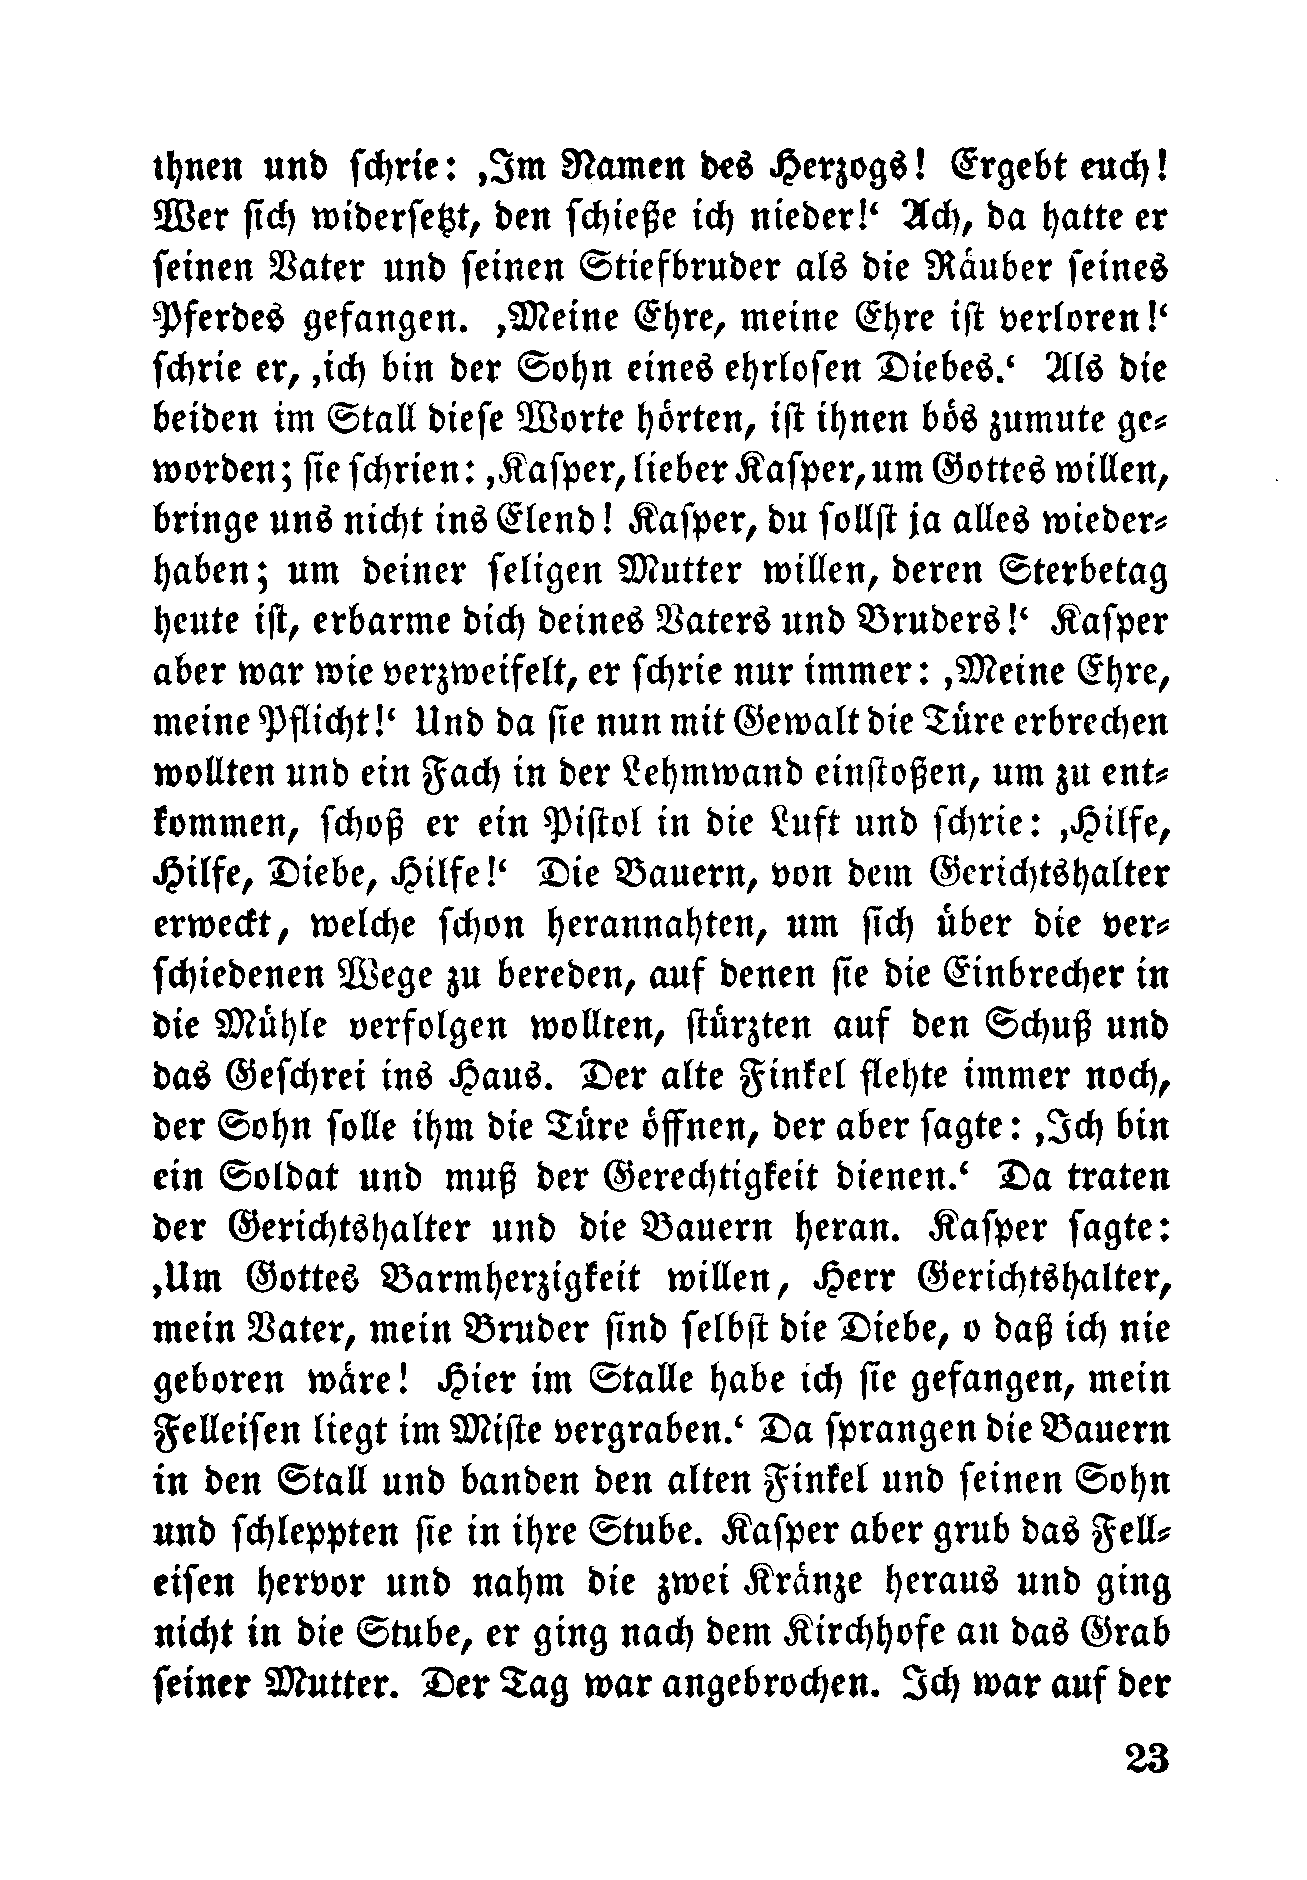 ihnen und ſchrie: ‚Im Namen des Herzogs! Ergebt euch!
Wer ſich widerſetzt, den ſchieße ich nieder!‘ Ach, da hatte er
ſeinen Vater und ſeinen Stiefbruder als die Räuber ſeines
Pferdes gefangen. ‚Meine Ehre, meine Ehre iſt verloren!‘
ſchrie er, ‚ich bin der Sohn eines ehrloſen Diebes.‘ Als die
beiden im Stall dieſe Worte hörten, iſt ihnen bös zumute ge⸗
worden; ſie ſchrien: ‚Kaſper, lieber Kaſper, um Gottes willen,
bringe uns nicht ins Elend! Kaſper, du ſollſt ja alles wieder⸗
haben; um deiner ſeligen Mutter willen, deren Sterbetag
heute iſt, erbarme dich deines Vaters und Bruders!‘ Kaſper
aber war wie verzweifelt, er ſchrie nur immer: ‚Meine Ehre,
meine Pflicht!‘ Und da ſie nun mit Gewalt die Türe erbrechen
wollten und ein Fach in der Lehmwand einſtoßen, um zu ent⸗
kommen, ſchoß er ein Piſtol in die Luft und ſchrie: ‚Hilfe,
Hilfe, Diebe, Hilfe!‘ Die Bauern, von dem Gerichtshalter
erweckt, welche ſchon herannahten, um ſich über die ver⸗
ſchiedenen Wege zu bereden, auf denen ſie die Einbrecher in
die Mühle verfolgen wollten, ſtürzten auf den Schuß und
das Geſchrei ins Haus. Der alte Finkel flehte immer noch,
der Sohn ſolle ihm die Türe öffnen, der aber ſagte: ‚Ich bin
ein Soldat und muß der Gerechtigkeit dienen.‘ Da traten
der Gerichtshalter und die Bauern heran. Kaſper ſagte:
‚Um Gottes Barmherzigkeit willen, Herr Gerichtshalter,
mein Vater, mein Bruder ſind ſelbſt die Diebe, o daß ich nie
geboren wäre! Hier im Stalle habe ich ſie gefangen, mein
Felleiſen liegt im Miſte vergraben.‘ Da ſprangen die Bauern
in den Stall und banden den alten Finkel und ſeinen Sohn
und ſchleppten ſie in ihre Stube. Kaſper aber grub das Fell⸗
eiſen hervor und nahm die zwei Kränze heraus und ging
nicht in die Stube, er ging nach dem Kirchhofe an das Grab
ſeiner Mutter. Der Tag war angebrochen. Ich war auf der
23